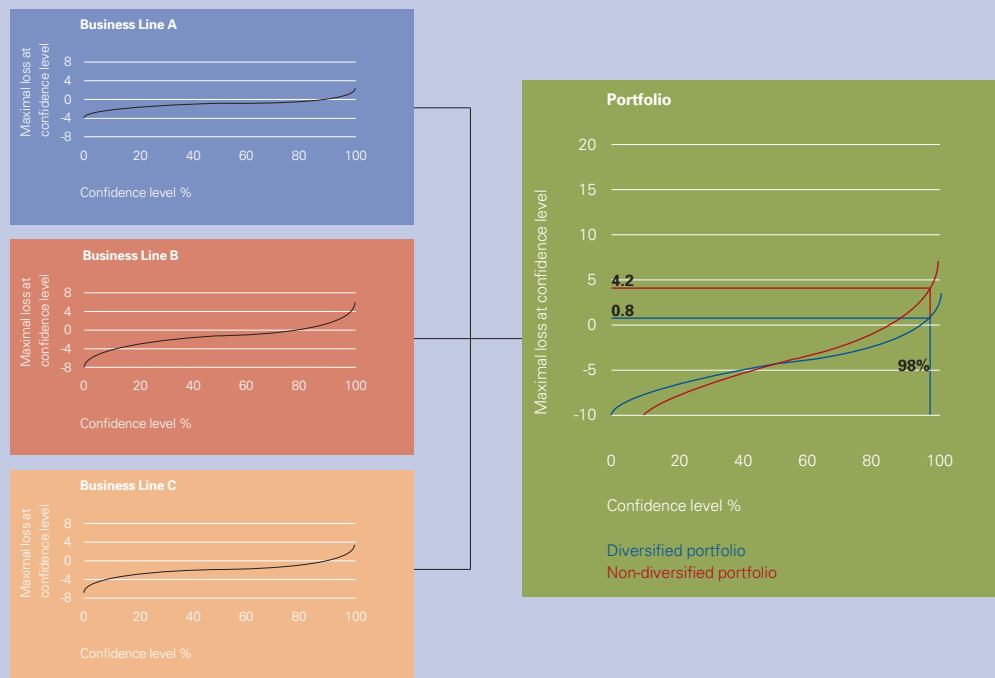 Business Line A
Maximal loss at
confidence level
8
4
0
-4
-8
0 20 40 60 80 100
Confidence level %
Business Line B
Maximal loss at
confidence level
8
4
0
-4
-8
0 20 40 60 80 100
Confidence level %
Business Line C
Maximal loss at
confidence level
8
4
0
-4
-8
0 20 40 60 80 100
Confidence level %
Portfolio
Maximal loss at confidence level
20
15
10
5
0
-5
-10
4.2
0.8
98%
0 20 40 60 80 100
Confidence level %
Diversified portfolio
Non-diversified portfolio